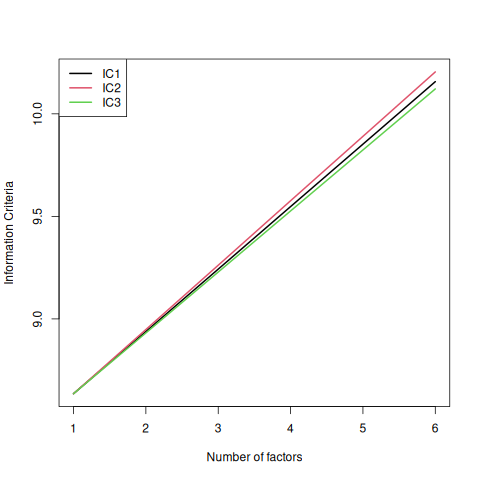 IC1
IC2
IC3
Information Criteria
10.0
9.5
9.0
1 2 3 4 5 6
Number of factors